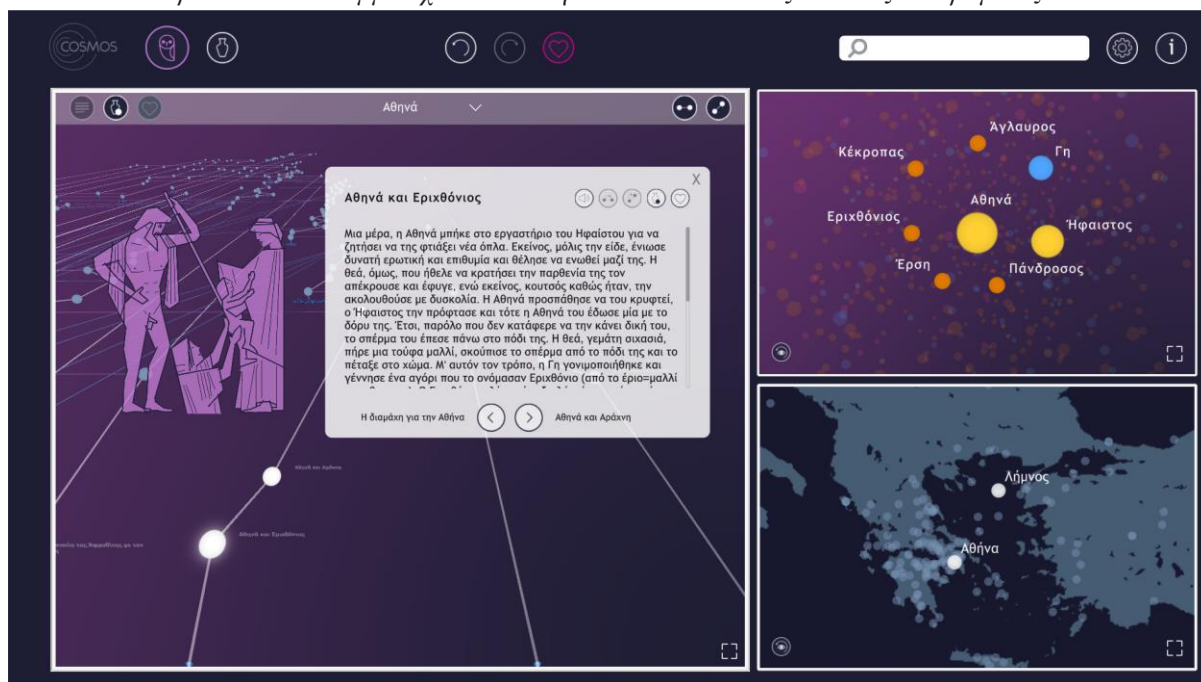 COSMOS
Αθηνά
Αθηνά και Εριχθόνιος
X
Μια μέρα, η Αθηνά μπήκε στο εργαστήριο του Ηφαίστου για να
ζητήσει να της φτιάξει νέα όπλα. Εκείνος, μόλις την είδε, ένιωσε
δυνατή ερωτική και επιθυμία και θέλησε να ενωθεί μαζί της. Η
θεά, όμως, που ήθελε να κρατήσει την παρθενία της τον
απέκρουσε και έφυγε, ενώ εκείνος, κουτσός καθώς ήταν, την
ακολουθούσε με δυσκολία. Η Αθηνά προσπάθησε να του κρυφτεί,
ο Ήφαιστος την πρόφτασε και τότε η Αθηνά του έδωσε μία με το
δόρυ της. Έτσι, παρόλο που δεν κατάφερε να την κάνει δική του,
το σπέρμα του έπεσε πάνω στο πόδι της. Η θεά, γεμάτη σιχασιά,
πήρε μια τούφα μαλλί, σκούπισε το σπέρμα από το πόδι της και το
πέταξε στο χώμα. Μ' αυτόν τον τρόπο, η Γη γονιμοποιήθηκε και
γέννησε ένα αγόρι που το ονόμασαν Εριχθόνιο (από το έριο=μαλλί
Η διαμάχη για την Αθήνα
Αθηνά και Αράχνη
Αθηνά και Αράχνη
Αθηνά και Εριχθόνιος
Άγλαυρος
Κέκροπας
Γη
Αθηνά
Εριχθόνιος
Ήφαιστος
Έρση
Πάνδροσος
Λήμνος
Αθήνα